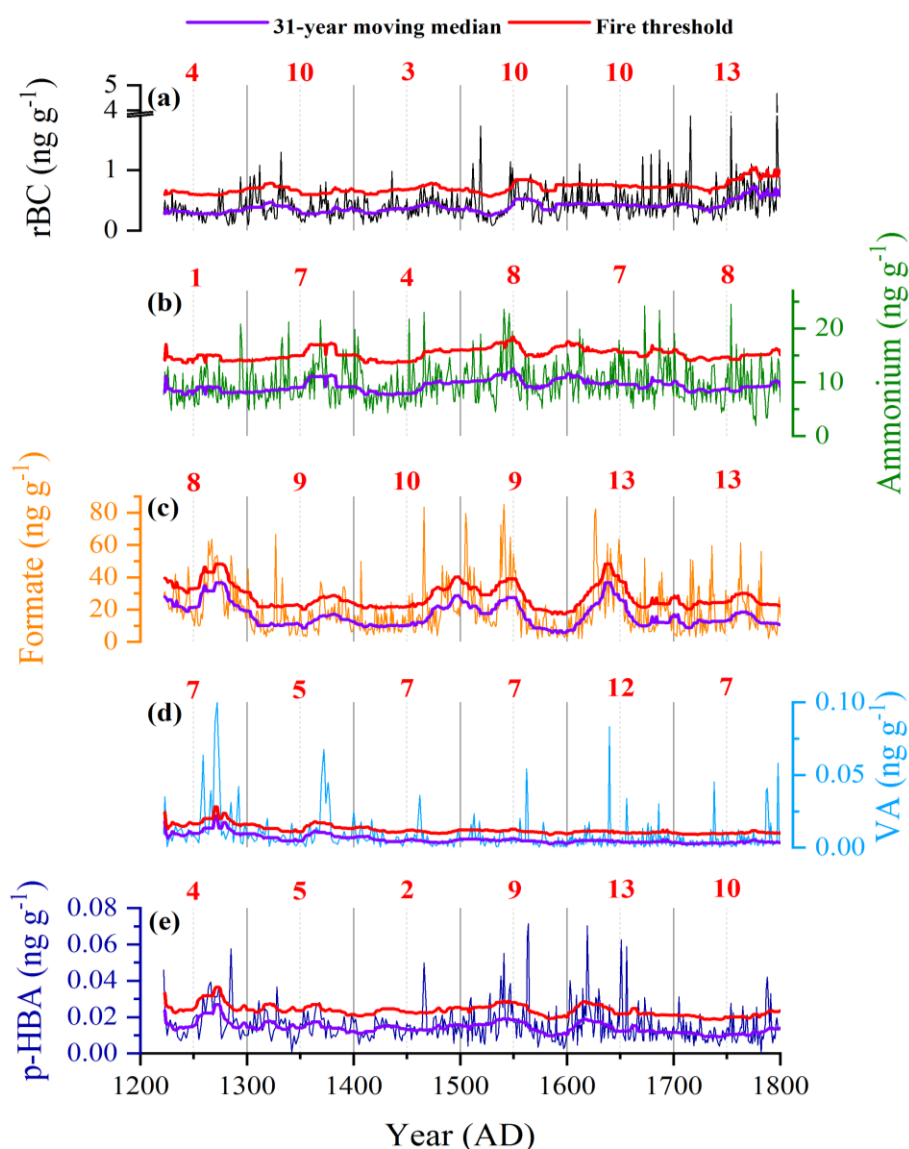 31-year moving median Fire threshold
4 10 3 10 10 13
(a)
rBC (ng g⁻¹)
5
4
1
0
1 7 4 8 7 8
(b)
Ammonium (ng g⁻¹)
20
10
0
8 9 10 9 13 13
(c)
Formate (ng g⁻¹)
80
60
40
20
0
7 5 7 7 12 7
(d)
VA (ng g⁻¹)
0.10
0.05
0.00
4 5 2 9 13 10
(e)
p-HBA (ng g⁻¹)
0.08
0.06
0.04
0.02
0.00
1200 1300 1400 1500 1600 1700 1800
Year (AD)